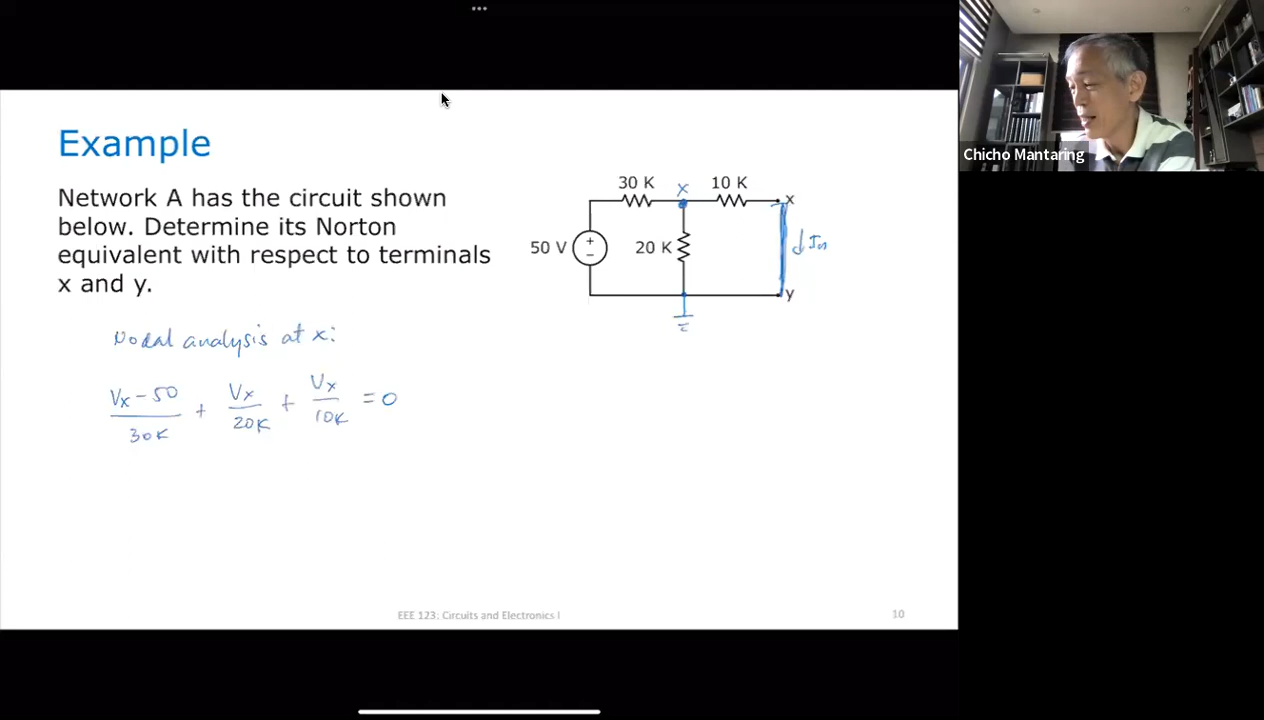 Example
Network A has the circuit shown
below. Determine its Norton
equivalent with respect to terminals
x and y.
30 K
X
10 K
x
50 V
+
−
20 K
↓ IN
y
Nodal analysis at x:
Vx − 50 / 30K + Vx / 20K + Vx / 10K = 0
EEE 123: Circuits and Electronics I
10
Chicho Mantaring